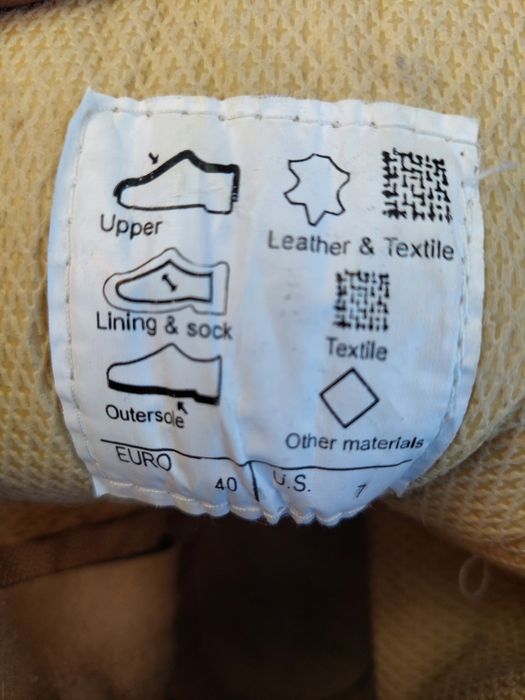 Upper
Leather & Textile
Lining & sock
Textile
Outersole
Other materials
EURO 40 U.S. 7